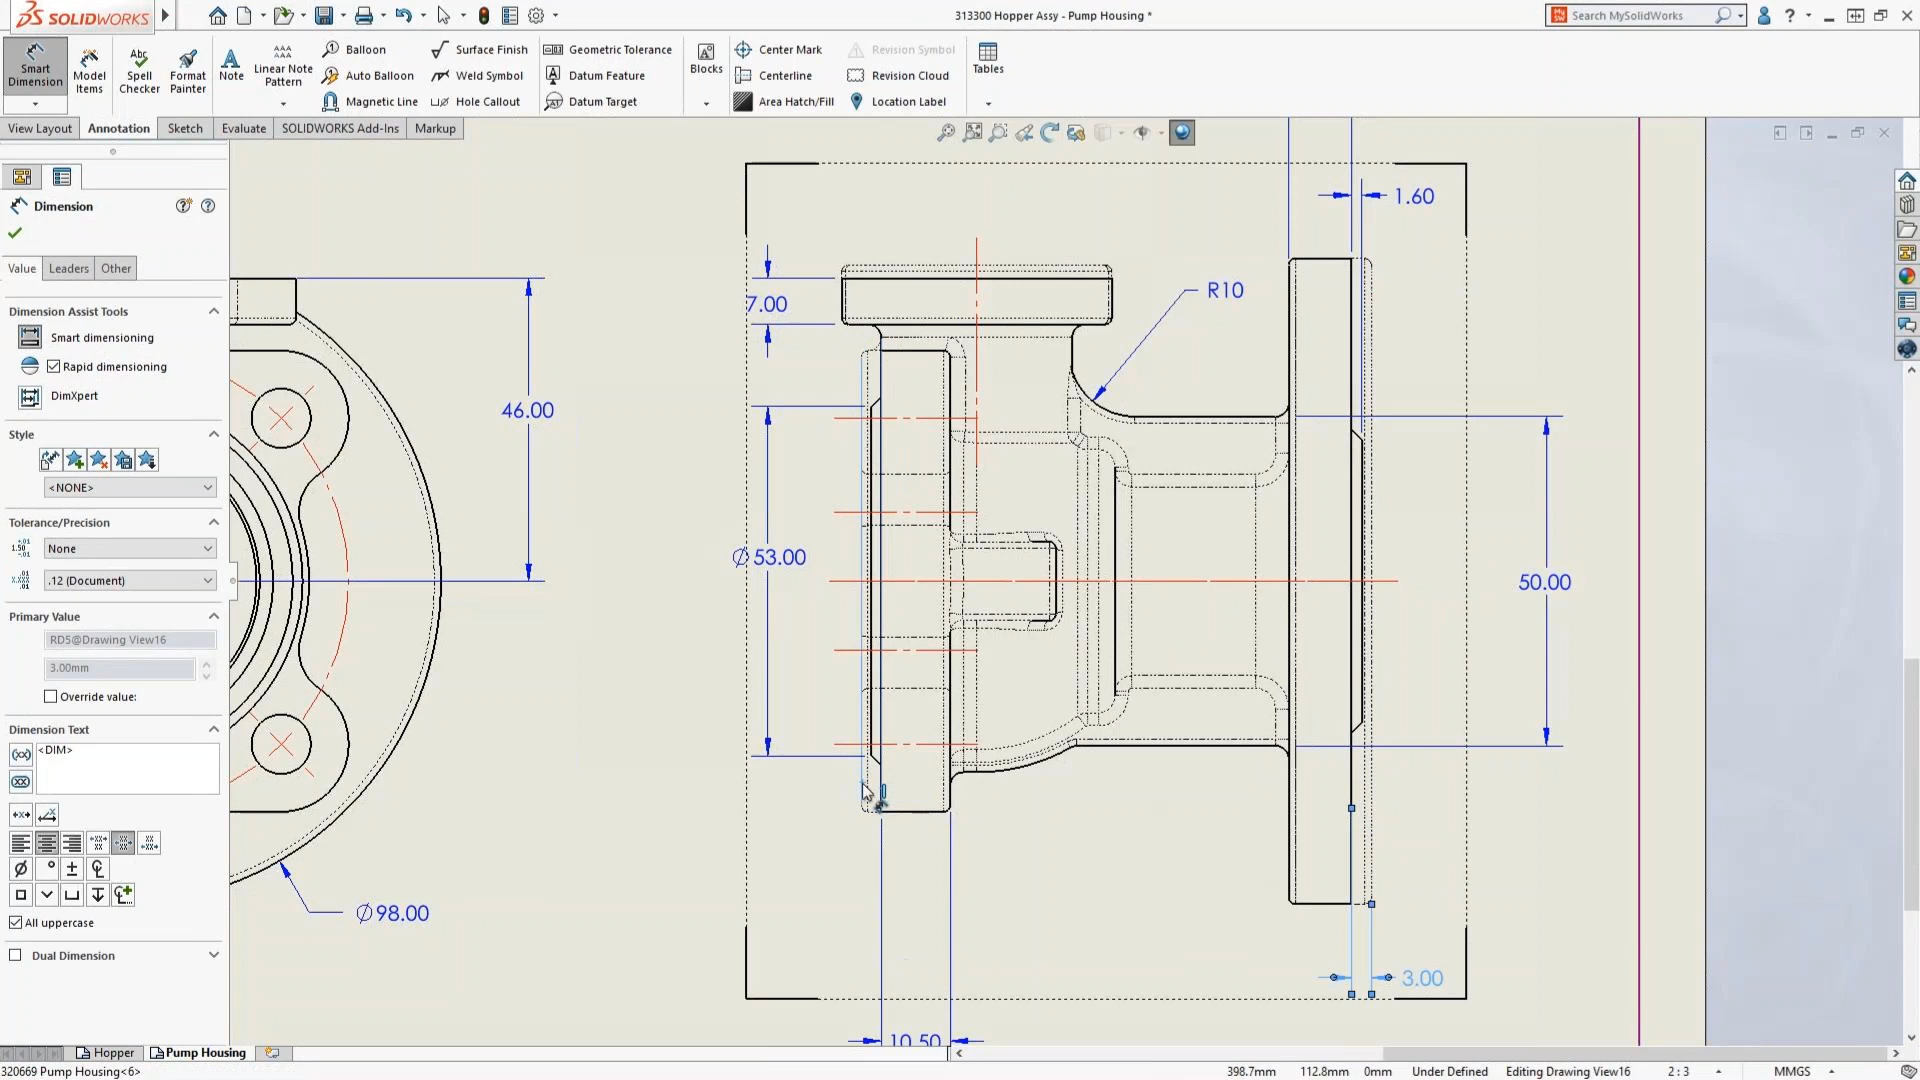 SOLIDWORKS
313300 Hopper Assy - Pump Housing *
Search MySolidWorks
Smart
Dimension
Model
Items
Abc
Spell
Checker
Format
Painter
Note
Linear Note
Pattern
Balloon
Auto Balloon
Magnetic Line
Surface Finish
Weld Symbol
Hole Callout
Geometric Tolerance
Datum Feature
Datum Target
Blocks
Center Mark
Centerline
Area Hatch/Fill
Revision Symbol
Revision Cloud
Location Label
Tables
View Layout
Annotation
Sketch
Evaluate
SOLIDWORKS Add-Ins
Markup
Dimension
Value
Leaders
Other
Dimension Assist Tools
Smart dimensioning
Rapid dimensioning
DimXpert
Style
<NONE>
Tolerance/Precision
None
.12 (Document)
Primary Value
RD5@Drawing View16
3.00mm
Override value:
Dimension Text
<DIM>
All uppercase
Dual Dimension
46.00
∅98.00
7.00
∅53.00
10.50
R10
1.60
50.00
3.00
Hopper
Pump Housing
320669 Pump Housing<6>
398.7mm
112.8mm
0mm
Under Defined
Editing Drawing View16
2 : 3
MMGS